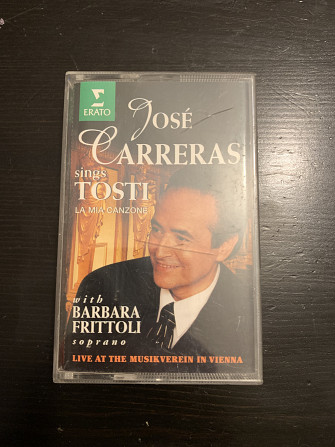 ERATO
José
CARRERAS
sings
TOSTI
LA MIA CANZONE
with
BARBARA
FRITTOLI
soprano
LIVE AT THE MUSIKVEREIN IN VIENNA